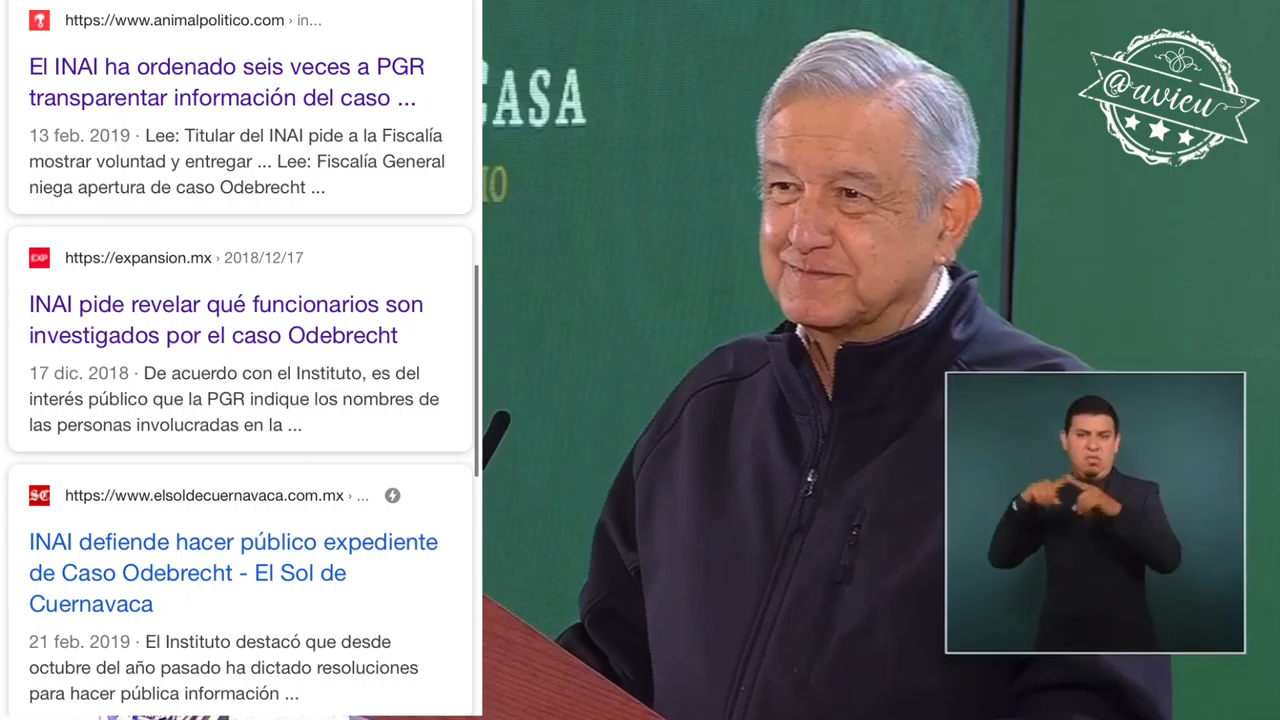 https://www.animalpolitico.com › in...
El INAI ha ordenado seis veces a PGR
transparentar información del caso ...
13 feb. 2019 · Lee: Titular del INAI pide a la Fiscalía
mostrar voluntad y entregar ... Lee: Fiscalía General
niega apertura de caso Odebrecht ...
EXP
https://expansion.mx › 2018/12/17
INAI pide revelar qué funcionarios son
investigados por el caso Odebrecht
17 dic. 2018 · De acuerdo con el Instituto, es del
interés público que la PGR indique los nombres de
las personas involucradas en la ...
SC
https://www.elsoldecuernavaca.com.mx › ...
INAI defiende hacer público expediente
de Caso Odebrecht - El Sol de
Cuernavaca
21 feb. 2019 · El Instituto destacó que desde
octubre del año pasado ha dictado resoluciones
para hacer pública información ...
CASA
IO
@avieu